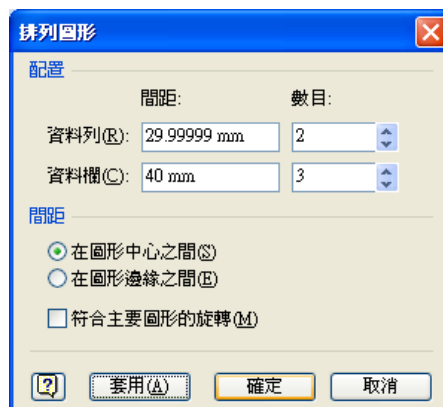 排列圖形
配置
間距: 數目:
資料列(R): 29.99999 mm 2
資料欄(C): 40 mm 3
間距
在圖形中心之間(S)
在圖形邊緣之間(E)
符合主要圖形的旋轉(M)
套用(A) 確定 取消